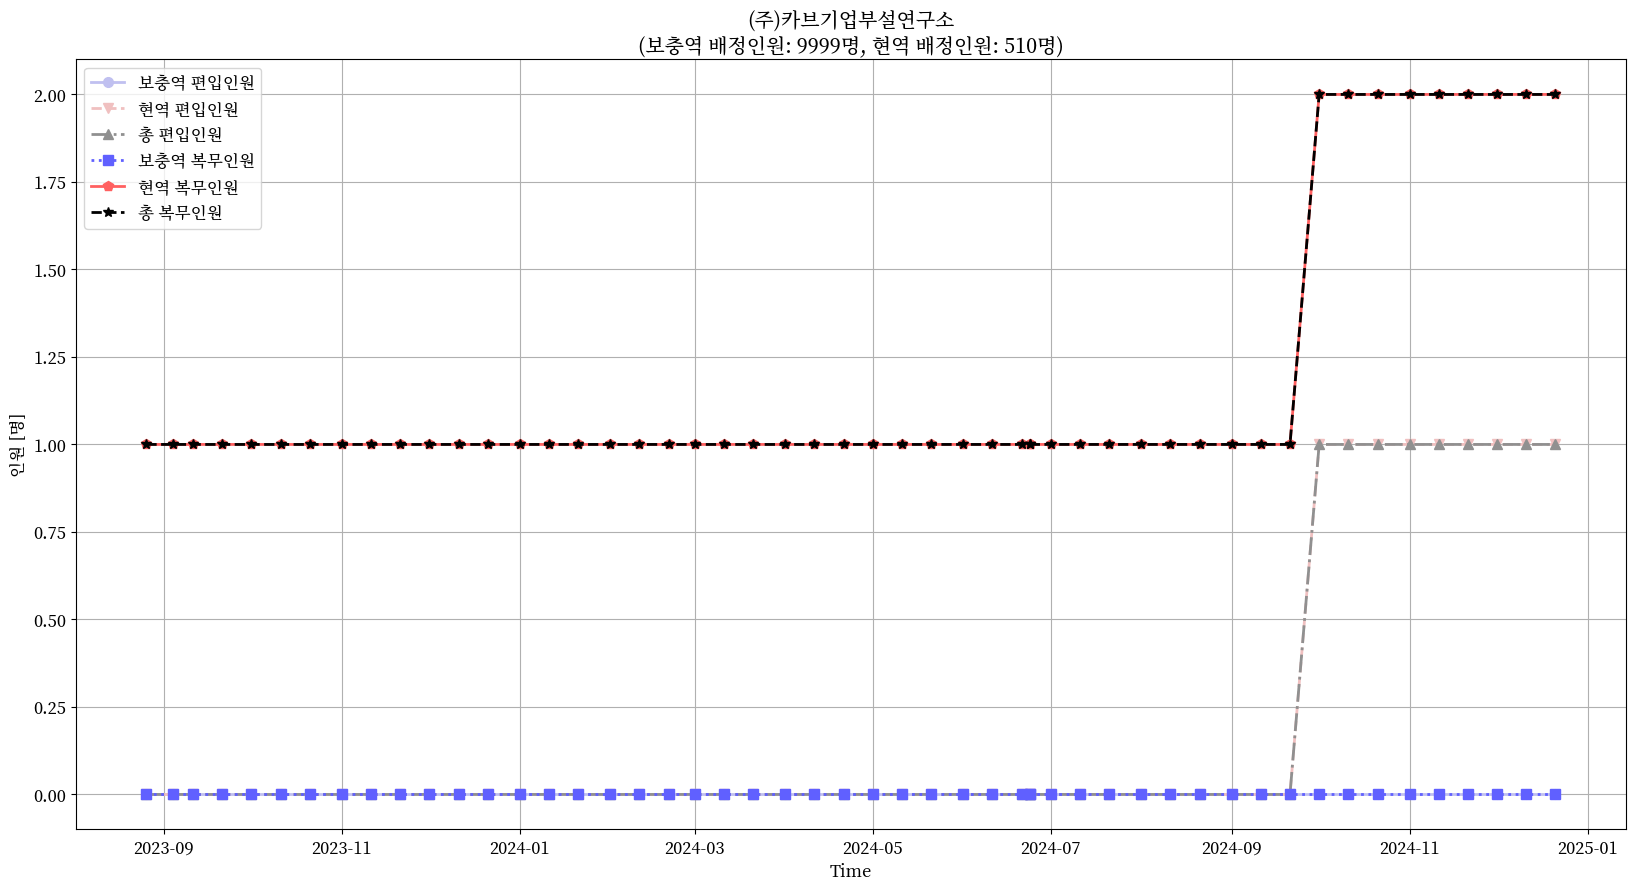 (주)카브기업부설연구소
(보충역 배정인원: 9999명, 현역 배정인원: 510명)
보충역 편입인원
현역 편입인원
총 편입인원
보충역 복무인원
현역 복무인원
총 복무인원
2.00
1.75
1.50
1.25
1.00
0.75
0.50
0.25
0.00
인원 [명]
2023-09
2023-11
2024-01
2024-03
2024-05
2024-07
2024-09
2024-11
2025-01
Time